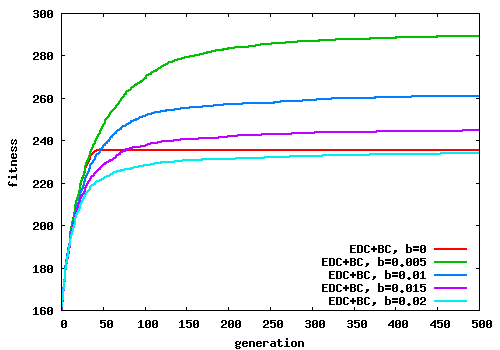 300
280
260
240
220
200
180
160
fitness
EDC+BC, b=0
EDC+BC, b=0.005
EDC+BC, b=0.01
EDC+BC, b=0.015
EDC+BC, b=0.02
0 50 100 150 200 250 300 350 400 450 500
generation